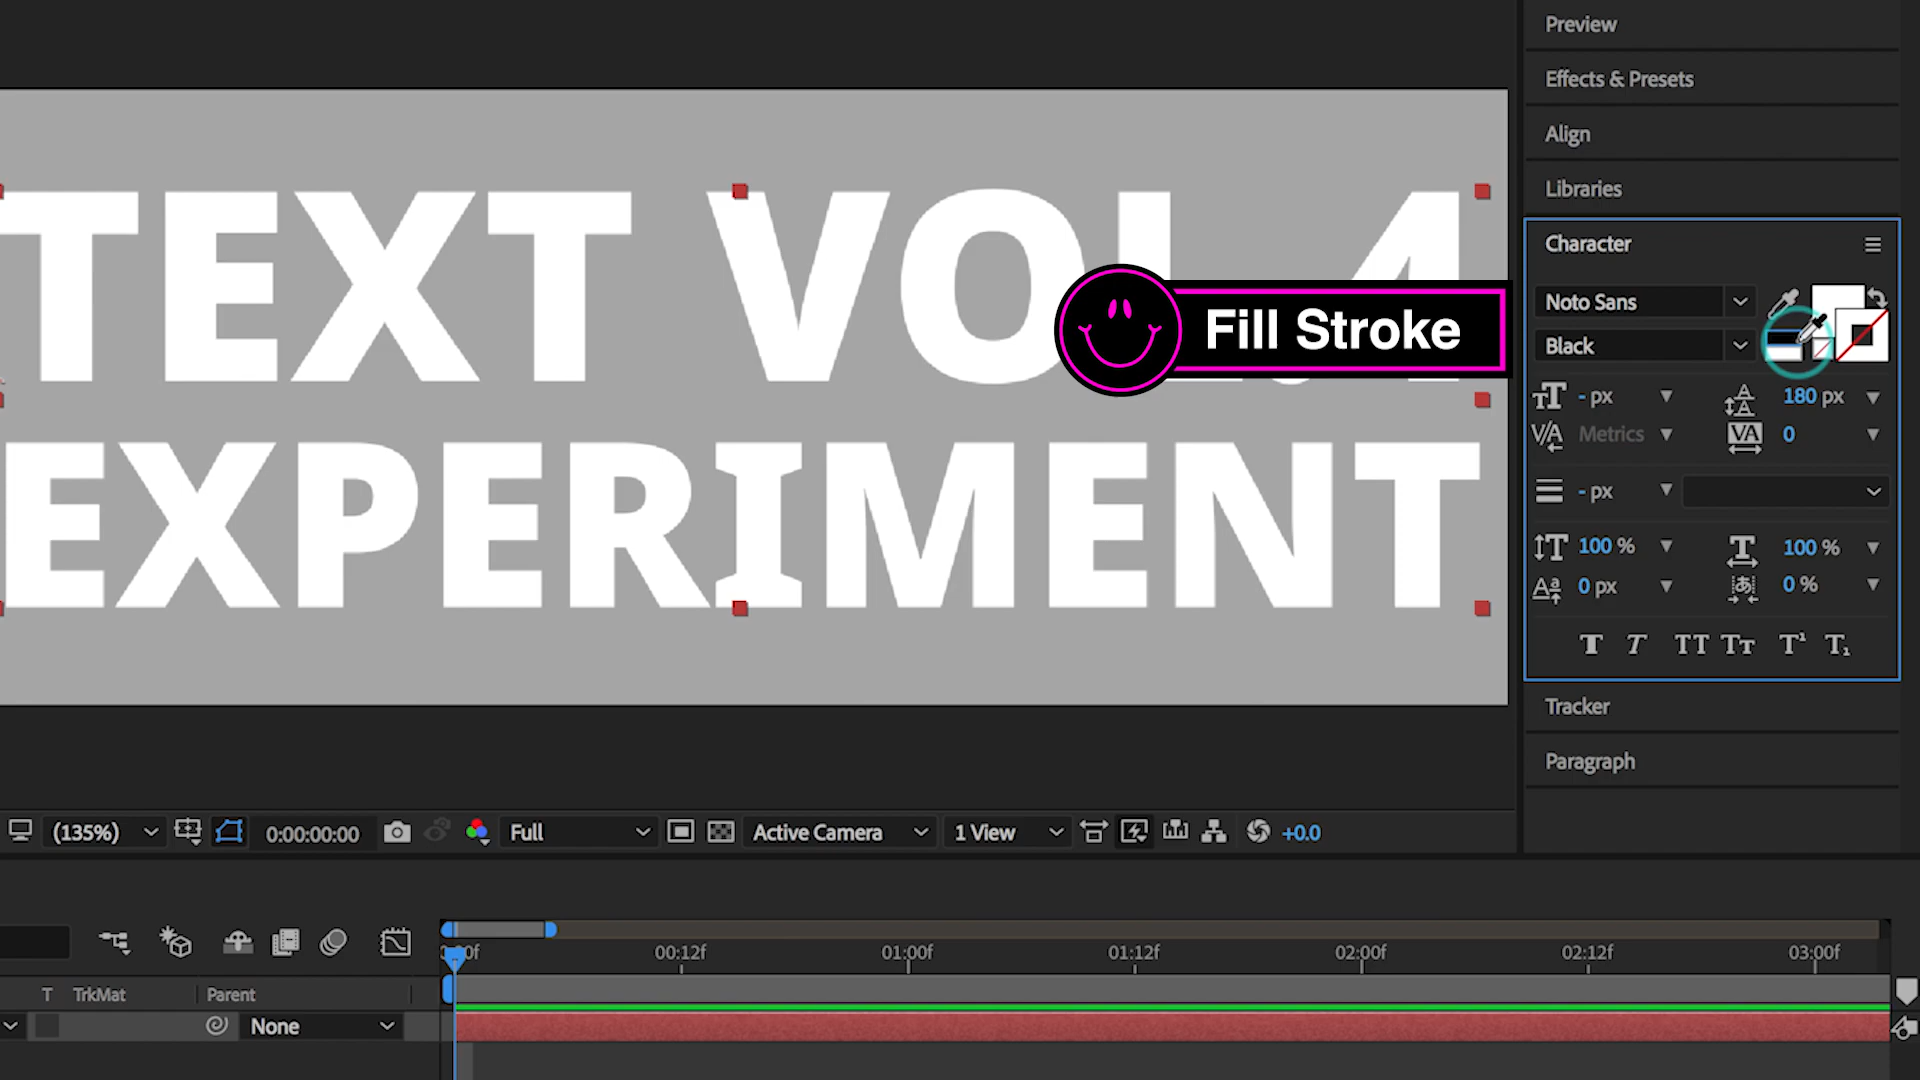 Preview
Effects & Presets
Align
Libraries
Character
Noto Sans
Black
- px
180 px
Metrics
0
- px
100 %
100 %
0 px
0 %
Tracker
Paragraph
TEXT VOL.4
EXPERIMENT
Fill Stroke
(135%)
0:00:00:00
Full
Active Camera
1 View
+0.0
00:12f
01:00f
01:12f
02:00f
02:12f
03:00f
T TrkMat
Parent
None